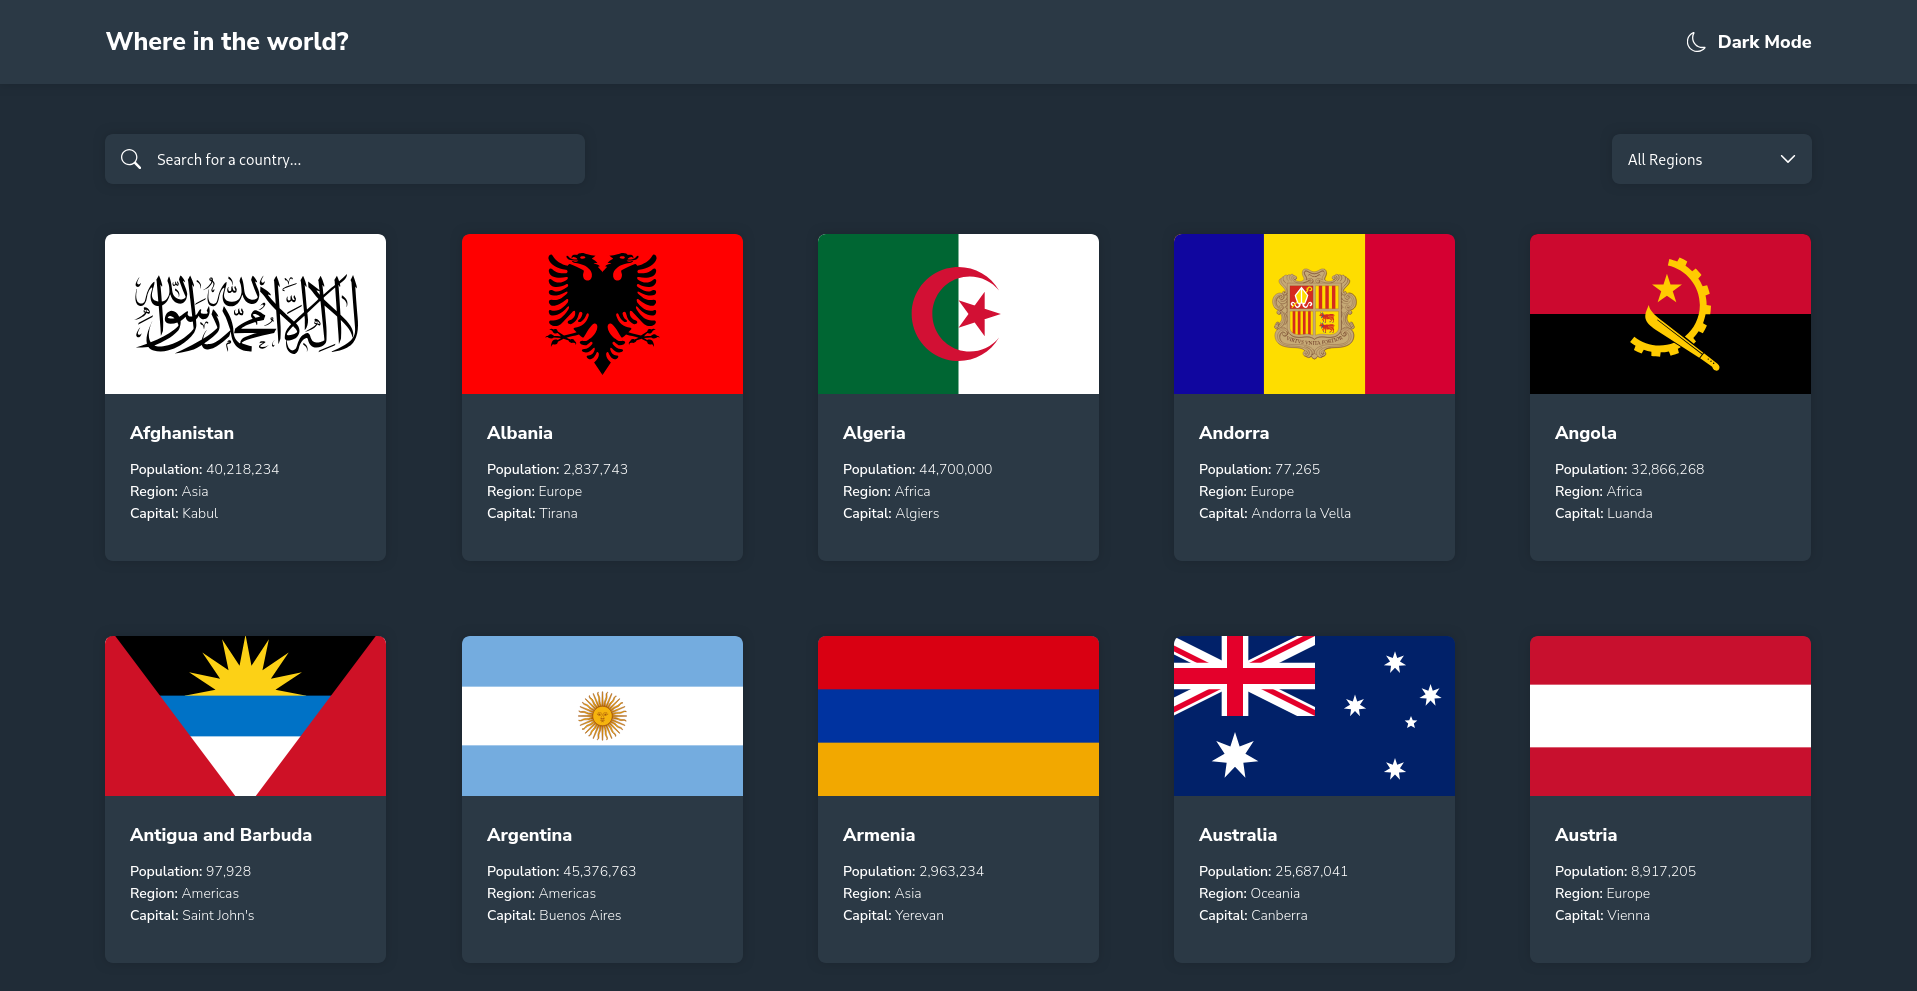 Where in the world?
Dark Mode
Search for a country...
All Regions
لا إله إلا الله محمد رسول الله
Afghanistan
Population: 40,218,234
Region: Asia
Capital: Kabul
Albania
Population: 2,837,743
Region: Europe
Capital: Tirana
Algeria
Population: 44,700,000
Region: Africa
Capital: Algiers
VIRTVS VNITA FORTIOR
Andorra
Population: 77,265
Region: Europe
Capital: Andorra la Vella
Angola
Population: 32,866,268
Region: Africa
Capital: Luanda
Antigua and Barbuda
Population: 97,928
Region: Americas
Capital: Saint John's
Argentina
Population: 45,376,763
Region: Americas
Capital: Buenos Aires
Armenia
Population: 2,963,234
Region: Asia
Capital: Yerevan
Australia
Population: 25,687,041
Region: Oceania
Capital: Canberra
Austria
Population: 8,917,205
Region: Europe
Capital: Vienna